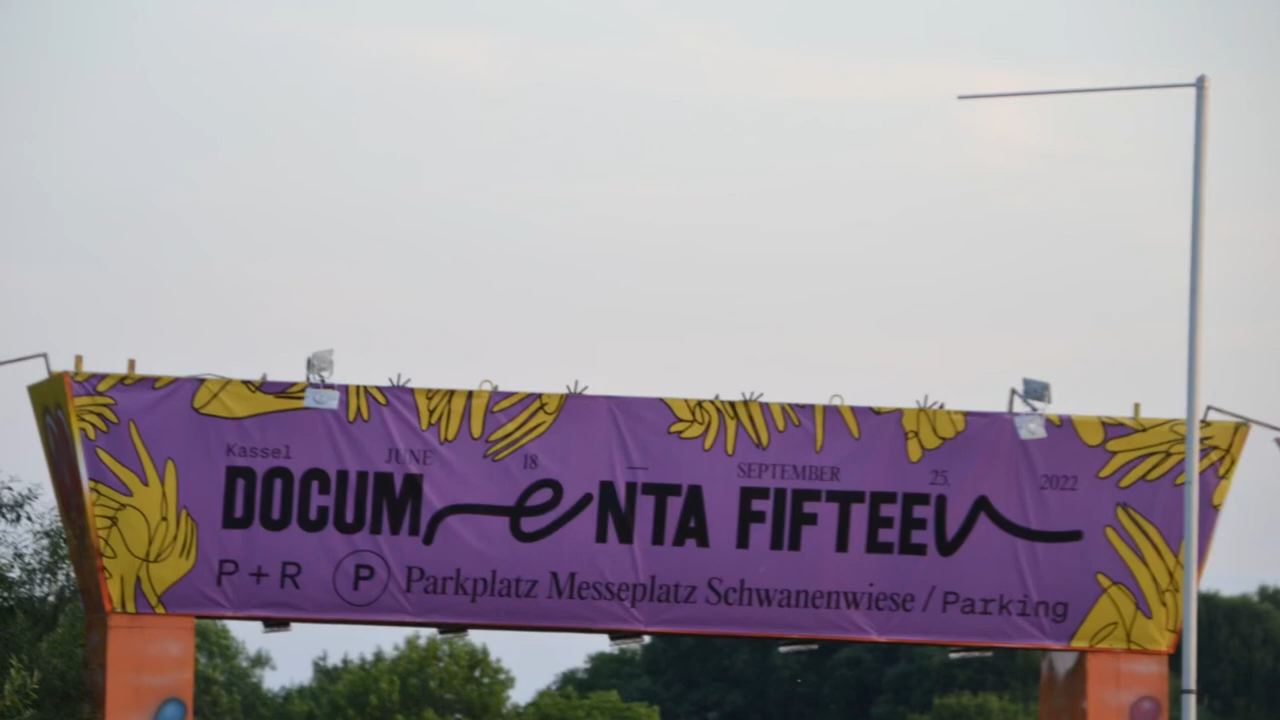 Kassel JUNE 18 — SEPTEMBER 25, 2022
DOCUMENTA FIFTEEN
P+R P Parkplatz Messeplatz Schwanenwiese / Parking